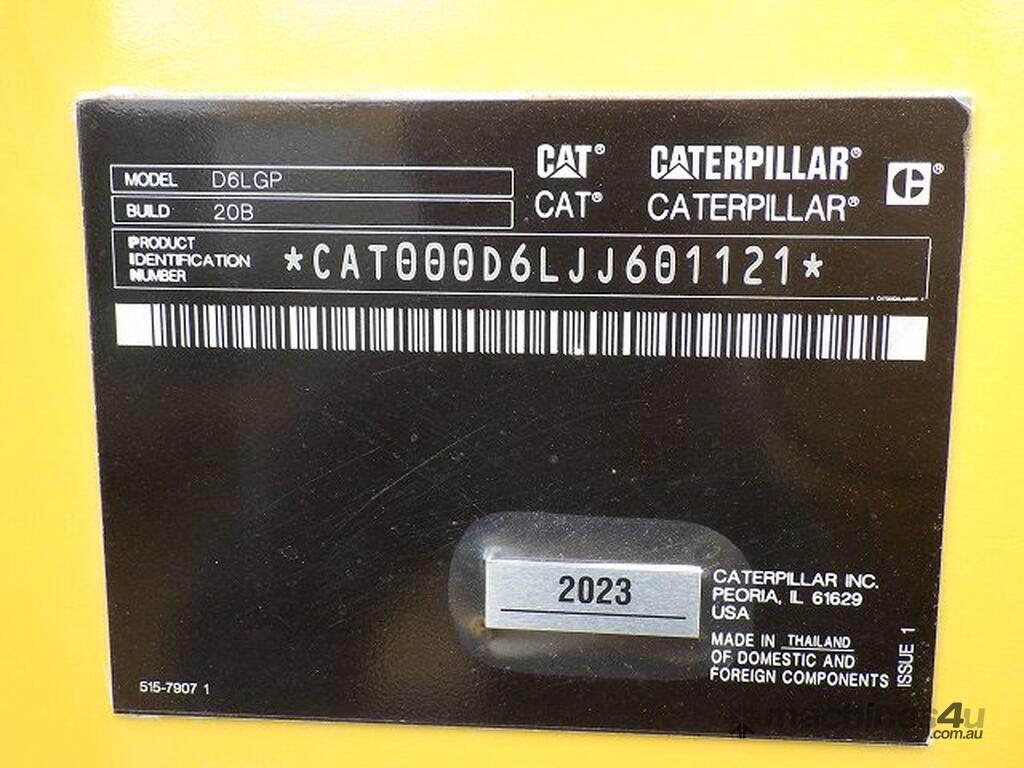 CAT® CATERPILLAR®
MODEL D6LGP
CAT® CATERPILLAR®
BUILD 20B
PRODUCT
IDENTIFICATION
NUMBER
*CAT000D6LJJ601121*
2023
CATERPILLAR INC.
PEORIA, IL 61629
USA
MADE IN THAILAND
OF DOMESTIC AND
FOREIGN COMPONENTS
ISSUE 1
515-7907 1
machines4u
.com.au